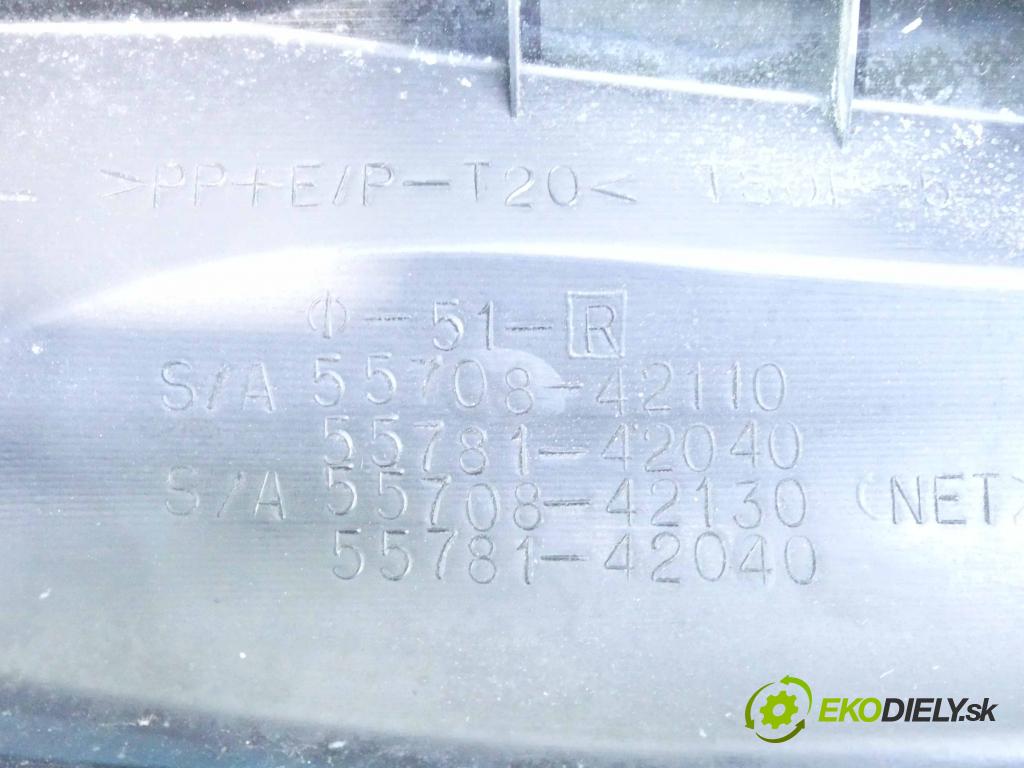 >PP+E/P-T20<
Φ-51-R
S/A 55708-42110
55781-42040
S/A 55708-42130 (NET)
55781-42040
EKODIELY.sk